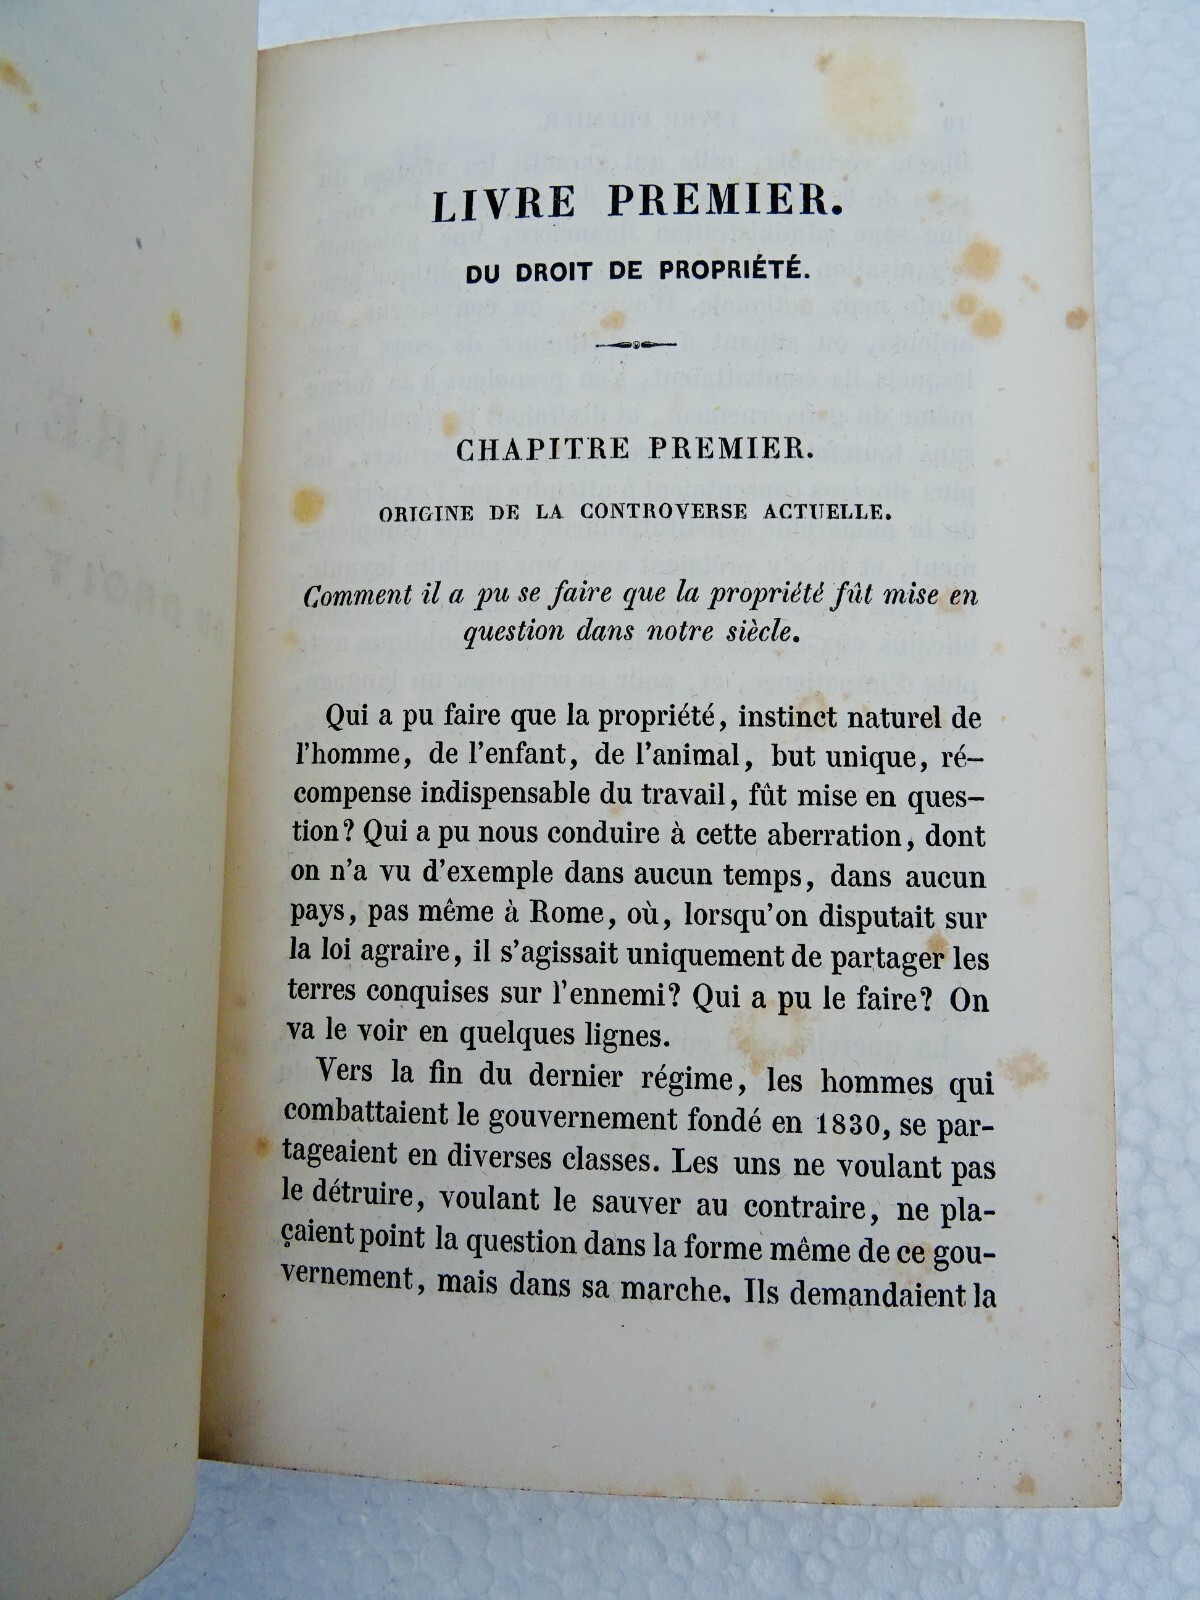 LIVRE PREMIER.
DU DROIT DE PROPRIÉTÉ.
CHAPITRE PREMIER.
ORIGINE DE LA CONTROVERSE ACTUELLE.
Comment il a pu se faire que la propriété fût mise en
question dans notre siècle.
Qui a pu faire que la propriété, instinct naturel de
l'homme, de l'enfant, de l'animal, but unique, ré-
compense indispensable du travail, fût mise en ques-
tion? Qui a pu nous conduire à cette aberration, dont
on n'a vu d'exemple dans aucun temps, dans aucun
pays, pas même à Rome, où, lorsqu'on disputait sur
la loi agraire, il s'agissait uniquement de partager les
terres conquises sur l'ennemi? Qui a pu le faire? On
va le voir en quelques lignes.
Vers la fin du dernier régime, les hommes qui
combattaient le gouvernement fondé en 1830, se par-
tageaient en diverses classes. Les uns ne voulant pas
le détruire, voulant le sauver au contraire, ne pla-
çaient point la question dans la forme même de ce gou-
vernement, mais dans sa marche. Ils demandaient la